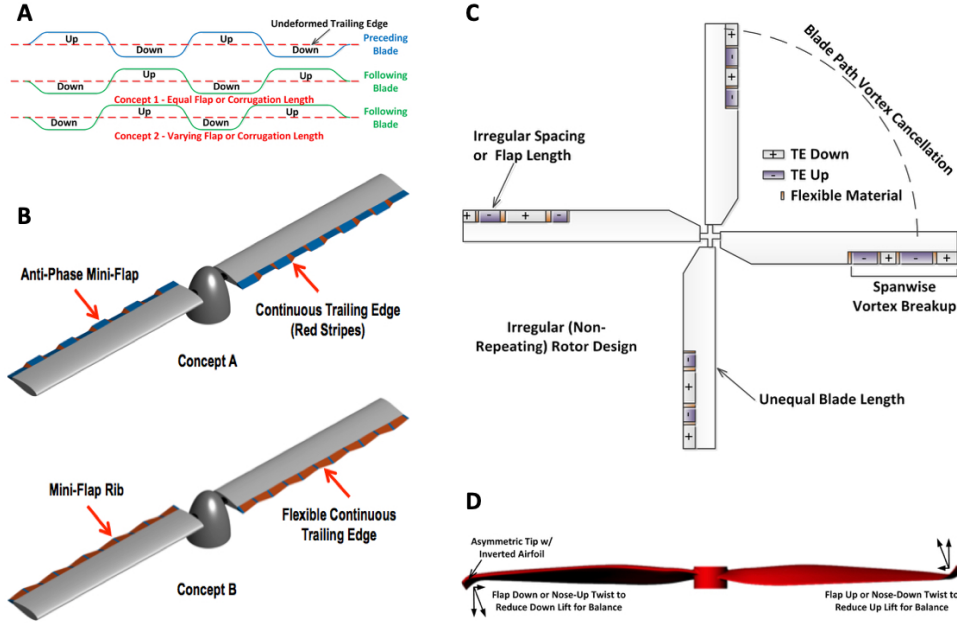 A
Undeformed Trailing Edge
Up
Up
Preceding
Blade
Down
Down
Up
Up
Following
Blade
Down
Down
Concept 1 - Equal Flap or Corrugation Length
Up
Up
Following
Blade
Down
Down
Concept 2 - Varying Flap or Corrugation Length
B
Anti-Phase Mini-Flap
Continuous Trailing Edge
(Red Stripes)
Concept A
Mini-Flap Rib
Flexible Continuous
Trailing Edge
Concept B
C
Blade Path Vortex Cancellation
+
-
+
-
Irregular Spacing
or Flap Length
+ TE Down
- TE Up
Flexible Material
+
-
+
-
-
+
-
+
Spanwise
Vortex Breakup
Irregular (Non-
Repeating) Rotor Design
-
+
-
+
Unequal Blade Length
D
Asymmetric Tip w/
Inverted Airfoil
Flap Down or Nose-Up Twist to
Reduce Down Lift for Balance
Flap Up or Nose-Down Twist to
Reduce Up Lift for Balance